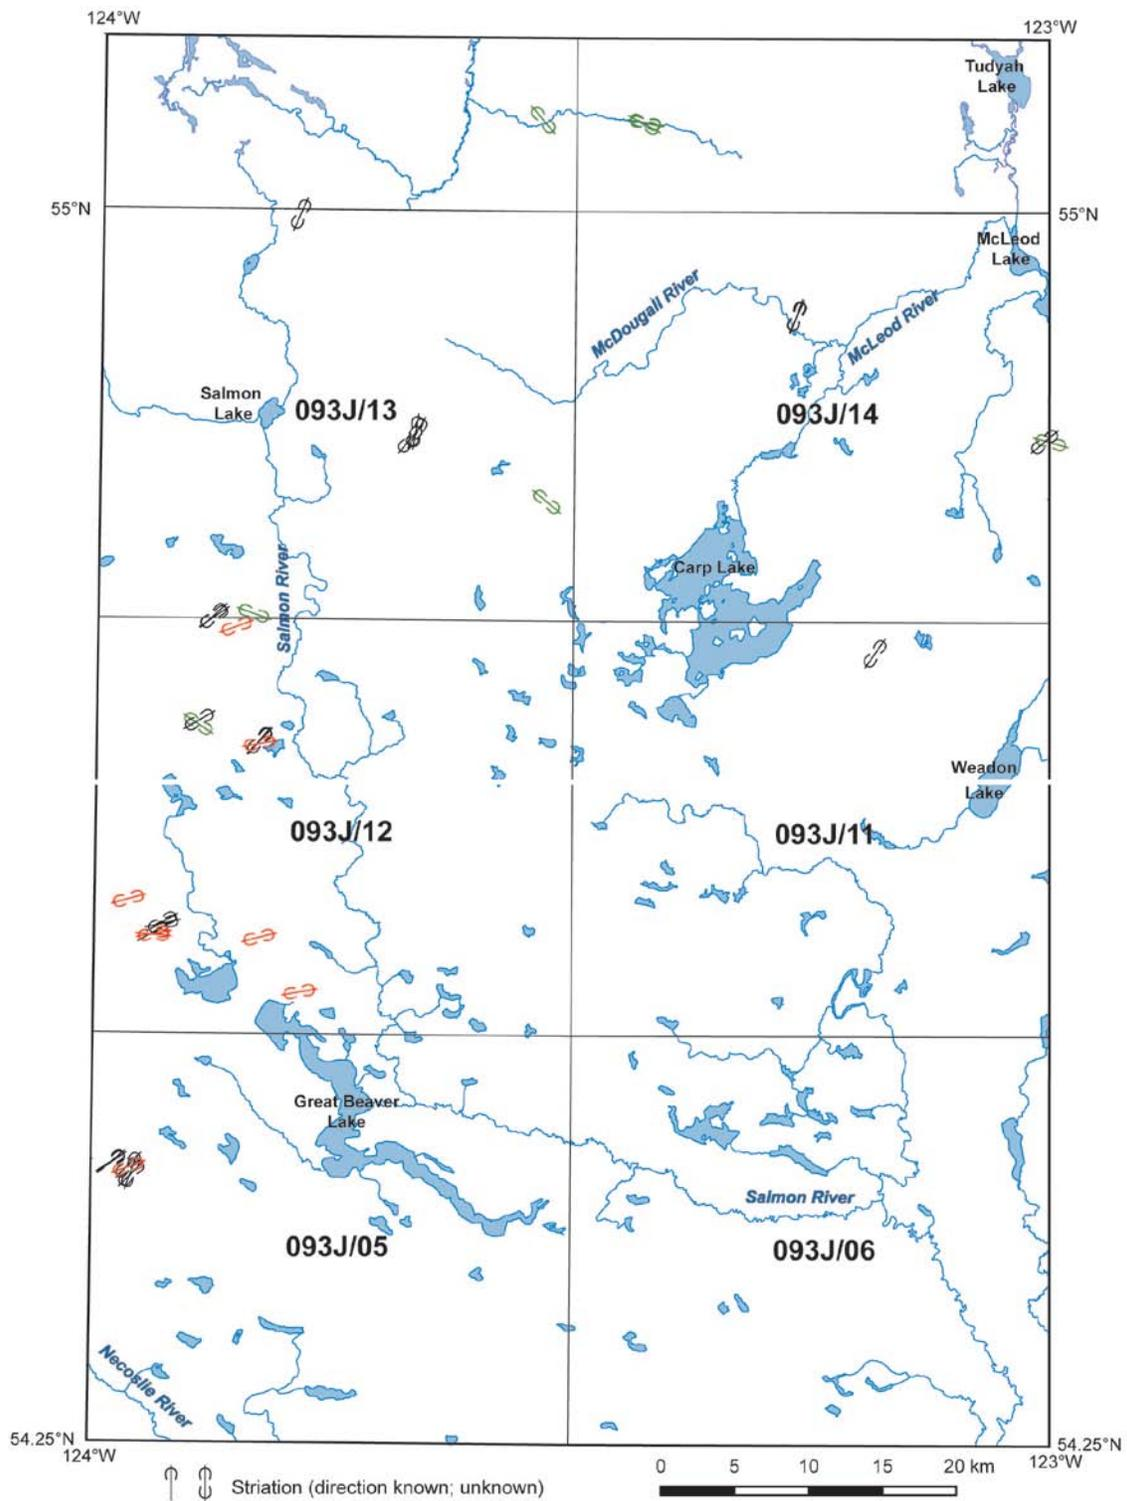 124°W
123°W
Tudyah
Lake
55°N
55°N
McLeod
Lake
McDougall River
McLeod River
Salmon
Lake
093J/13
093J/14
Salmon River
Carp Lake
Weadon
Lake
093J/12
093J/11
Great Beaver
Lake
Salmon River
093J/05
093J/06
Necoslie River
54.25°N
54.25°N
124°W
123°W
0 5 10 15 20 km
Striation (direction known; unknown)